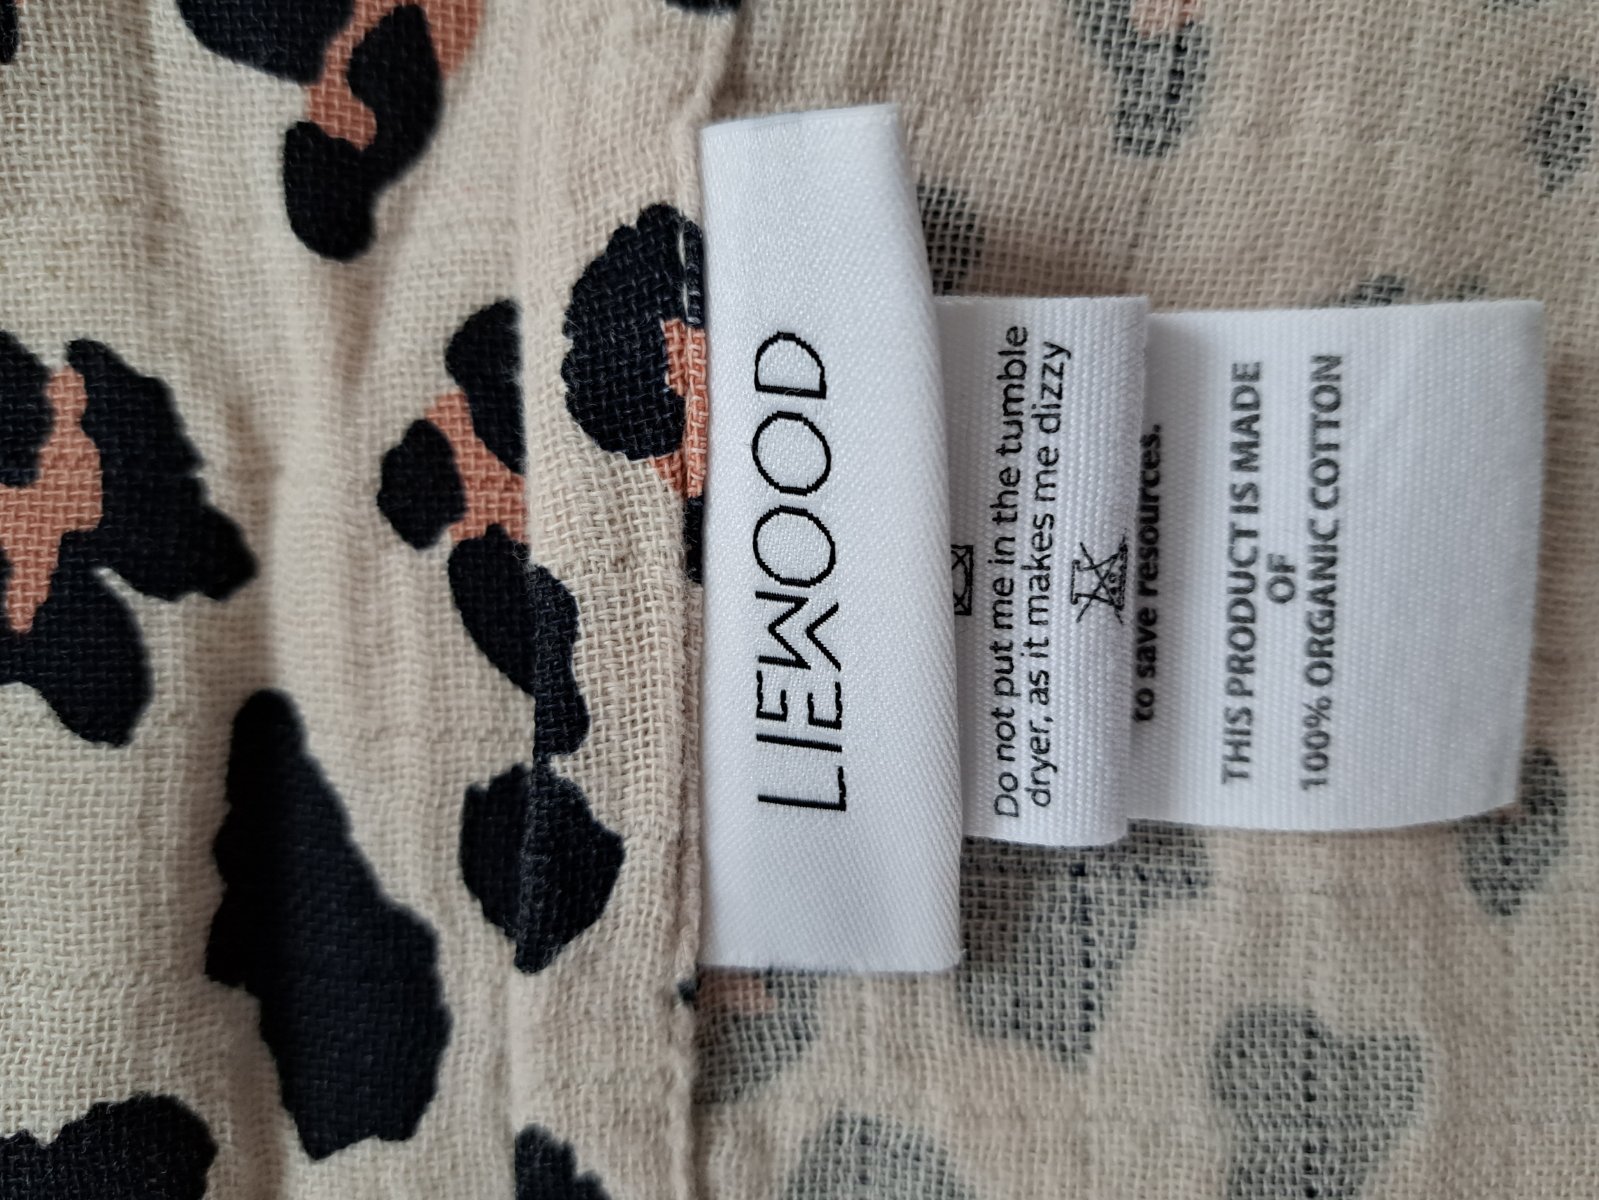 LIEWOOD
Do not put me in the tumble
dryer, as it makes me dizzy
to save resources.
THIS PRODUCT IS MADE
OF
100% ORGANIC COTTON